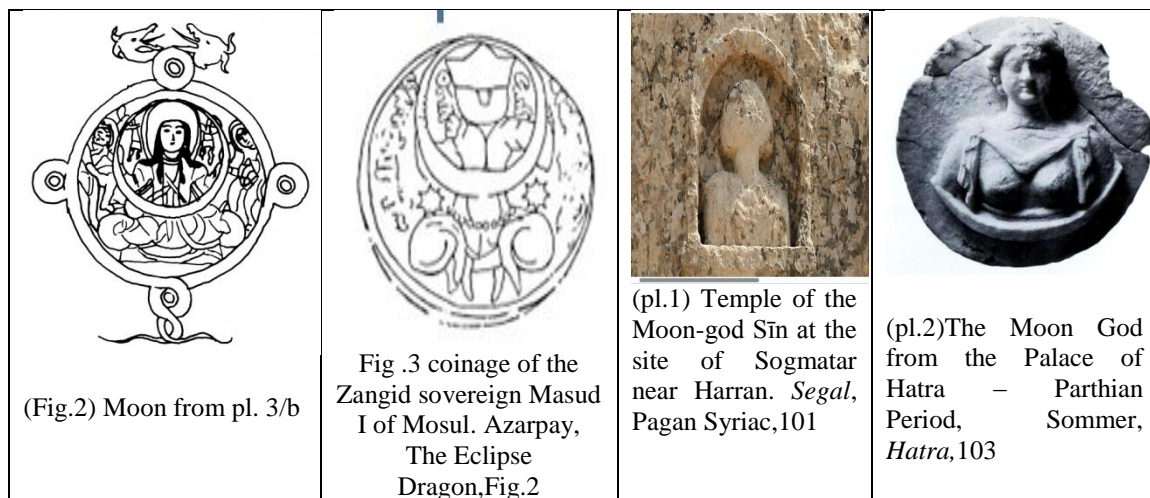 (Fig.2) Moon from pl. 3/b
Fig .3 coinage of the
Zangid sovereign Masud
I of Mosul. Azarpay,
The Eclipse
Dragon,Fig.2
(pl.1) Temple of the
Moon-god Sīn at the
site of Sogmatar
near Harran. Segal,
Pagan Syriac,101
(pl.2)The Moon God
from the Palace of
Hatra – Parthian
Period, Sommer,
Hatra,103